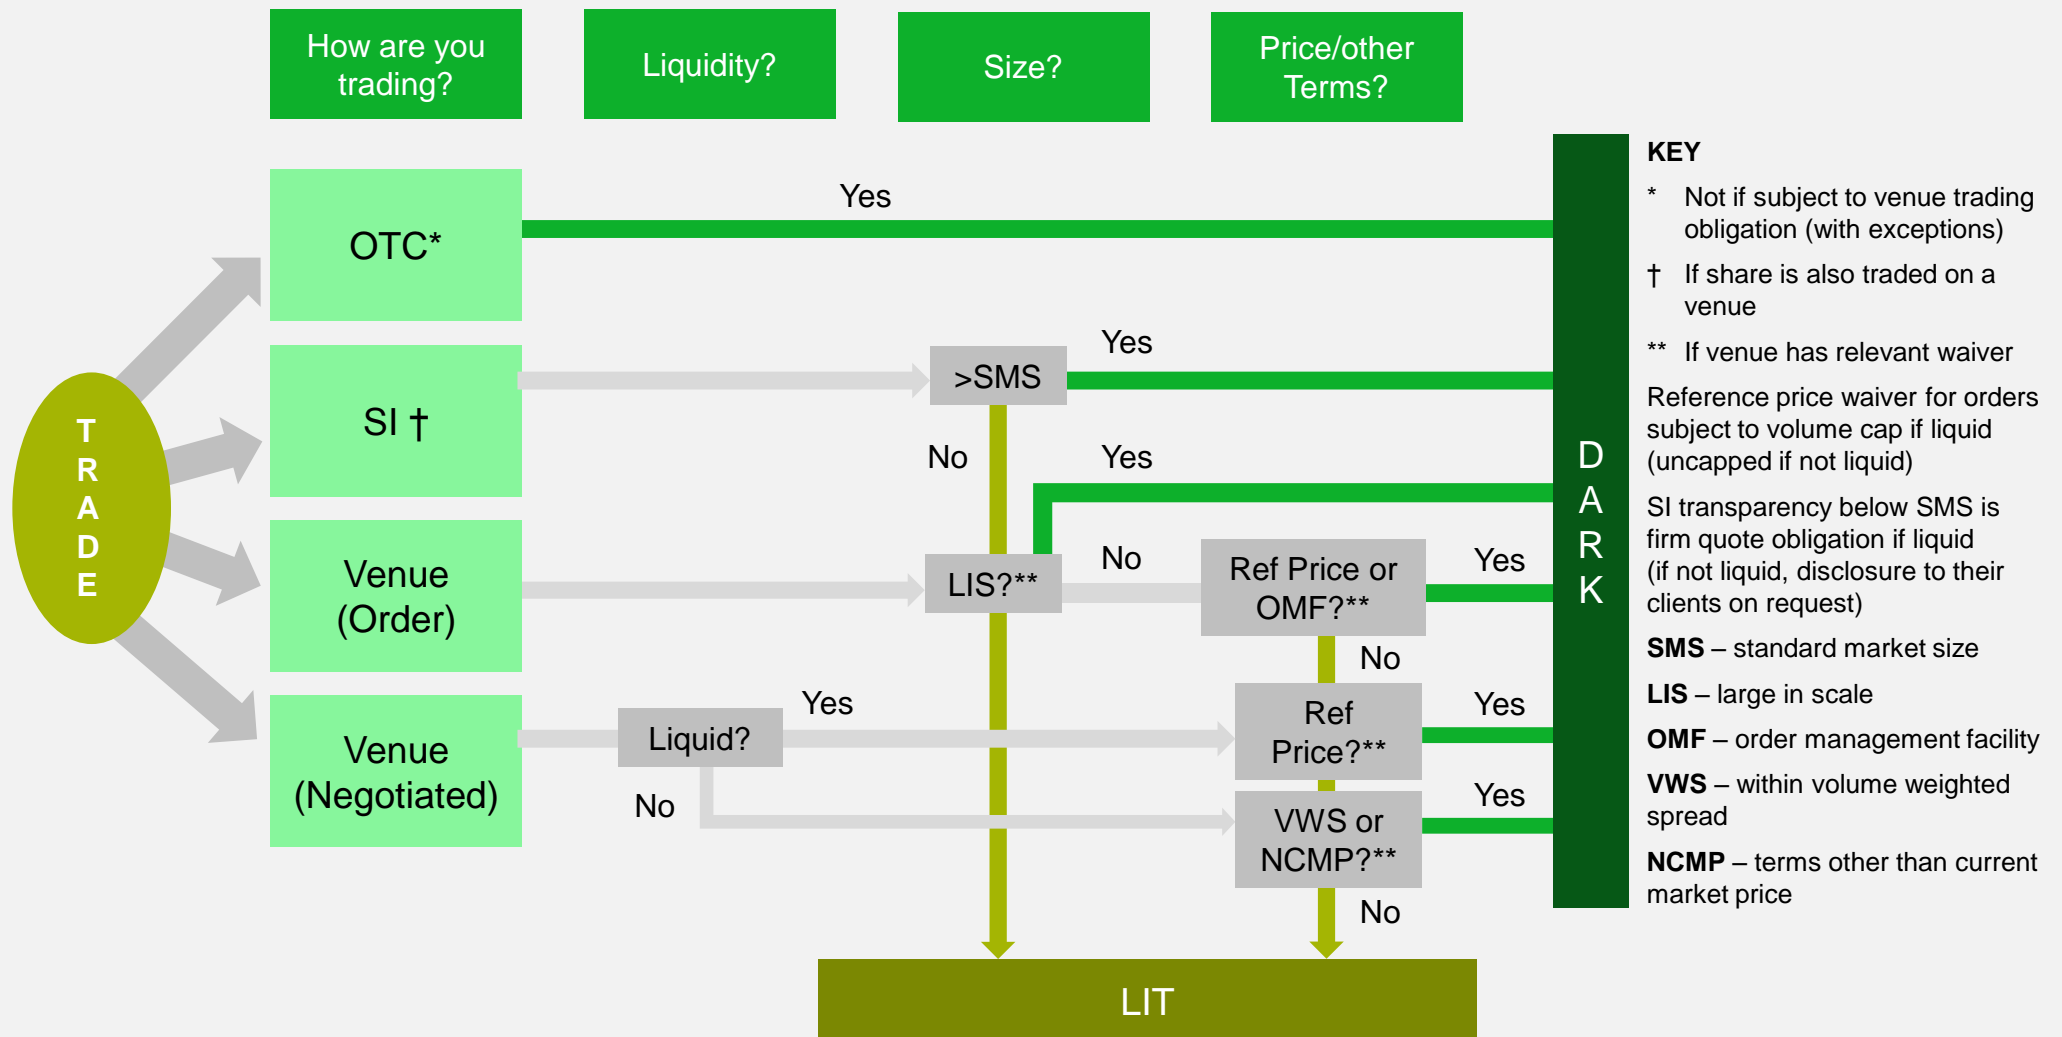 How are you
trading?
Liquidity?
Size?
Price/other
Terms?
TRADE
OTC*
Yes
SI †
>SMS
Yes
No
Yes
Venue
(Order)
LIS?**
No
Ref Price or
OMF?**
Yes
No
Venue
(Negotiated)
Liquid?
Yes
No
Ref
Price?**
Yes
VWS or
NCMP?**
Yes
No
DARK
LIT
KEY
* Not if subject to venue trading
obligation (with exceptions)
† If share is also traded on a
venue
** If venue has relevant waiver
Reference price waiver for orders
subject to volume cap if liquid
(uncapped if not liquid)
SI transparency below SMS is
firm quote obligation if liquid
(if not liquid, disclosure to their
clients on request)
SMS – standard market size
LIS – large in scale
OMF – order management facility
VWS – within volume weighted
spread
NCMP – terms other than current
market price